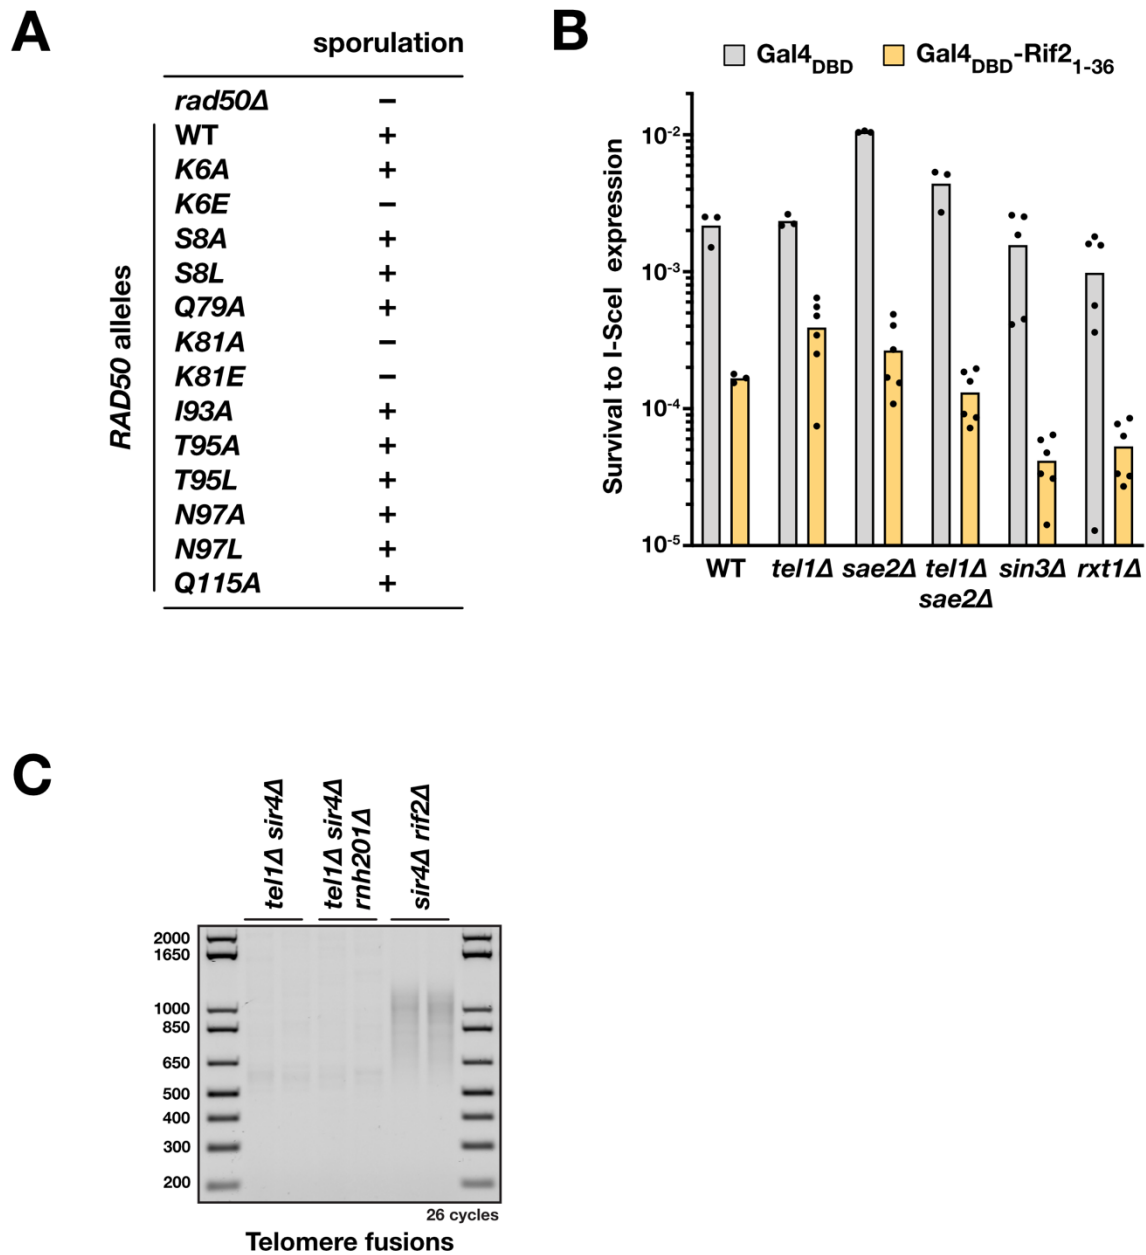 A
sporulation
rad50Δ –
WT +
K6A +
K6E –
S8A +
S8L +
Q79A +
K81A –
K81E –
I93A +
T95A +
T95L +
N97A +
N97L +
Q115A +
RAD50 alleles
B
Gal4DBD Gal4DBD-Rif21-36
Survival to I-SceI expression
10-2
10-3
10-4
10-5
WT tel1Δ sae2Δ tel1Δ sin3Δ rxt1Δ
sae2Δ
C
tel1Δ sir4Δ
tel1Δ sir4Δ
rnh201Δ
sir4Δ rif2Δ
2000
1650
1000
850
650
500
400
300
200
26 cycles
Telomere fusions